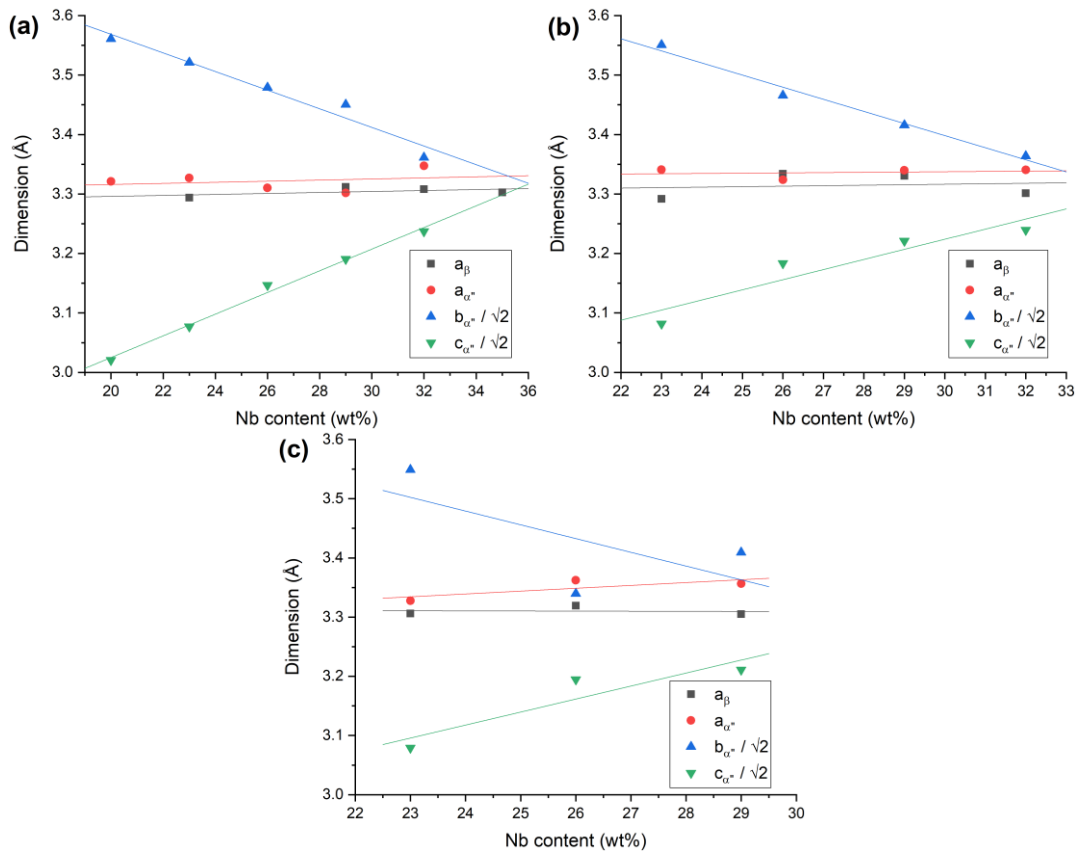 (a)
3.6
3.5
3.4
3.3
3.2
3.1
3.0
Dimension (Å)
20 22 24 26 28 30 32 34 36
Nb content (wt%)
aβ
aα"
bα" / √2
cα" / √2
(b)
3.6
3.5
3.4
3.3
3.2
3.1
3.0
Dimension (Å)
22 23 24 25 26 27 28 29 30 31 32 33
Nb content (wt%)
aβ
aα"
bα" / √2
cα" / √2
(c)
3.6
3.5
3.4
3.3
3.2
3.1
3.0
Dimension (Å)
22 23 24 25 26 27 28 29 30
Nb content (wt%)
aβ
aα"
bα" / √2
cα" / √2